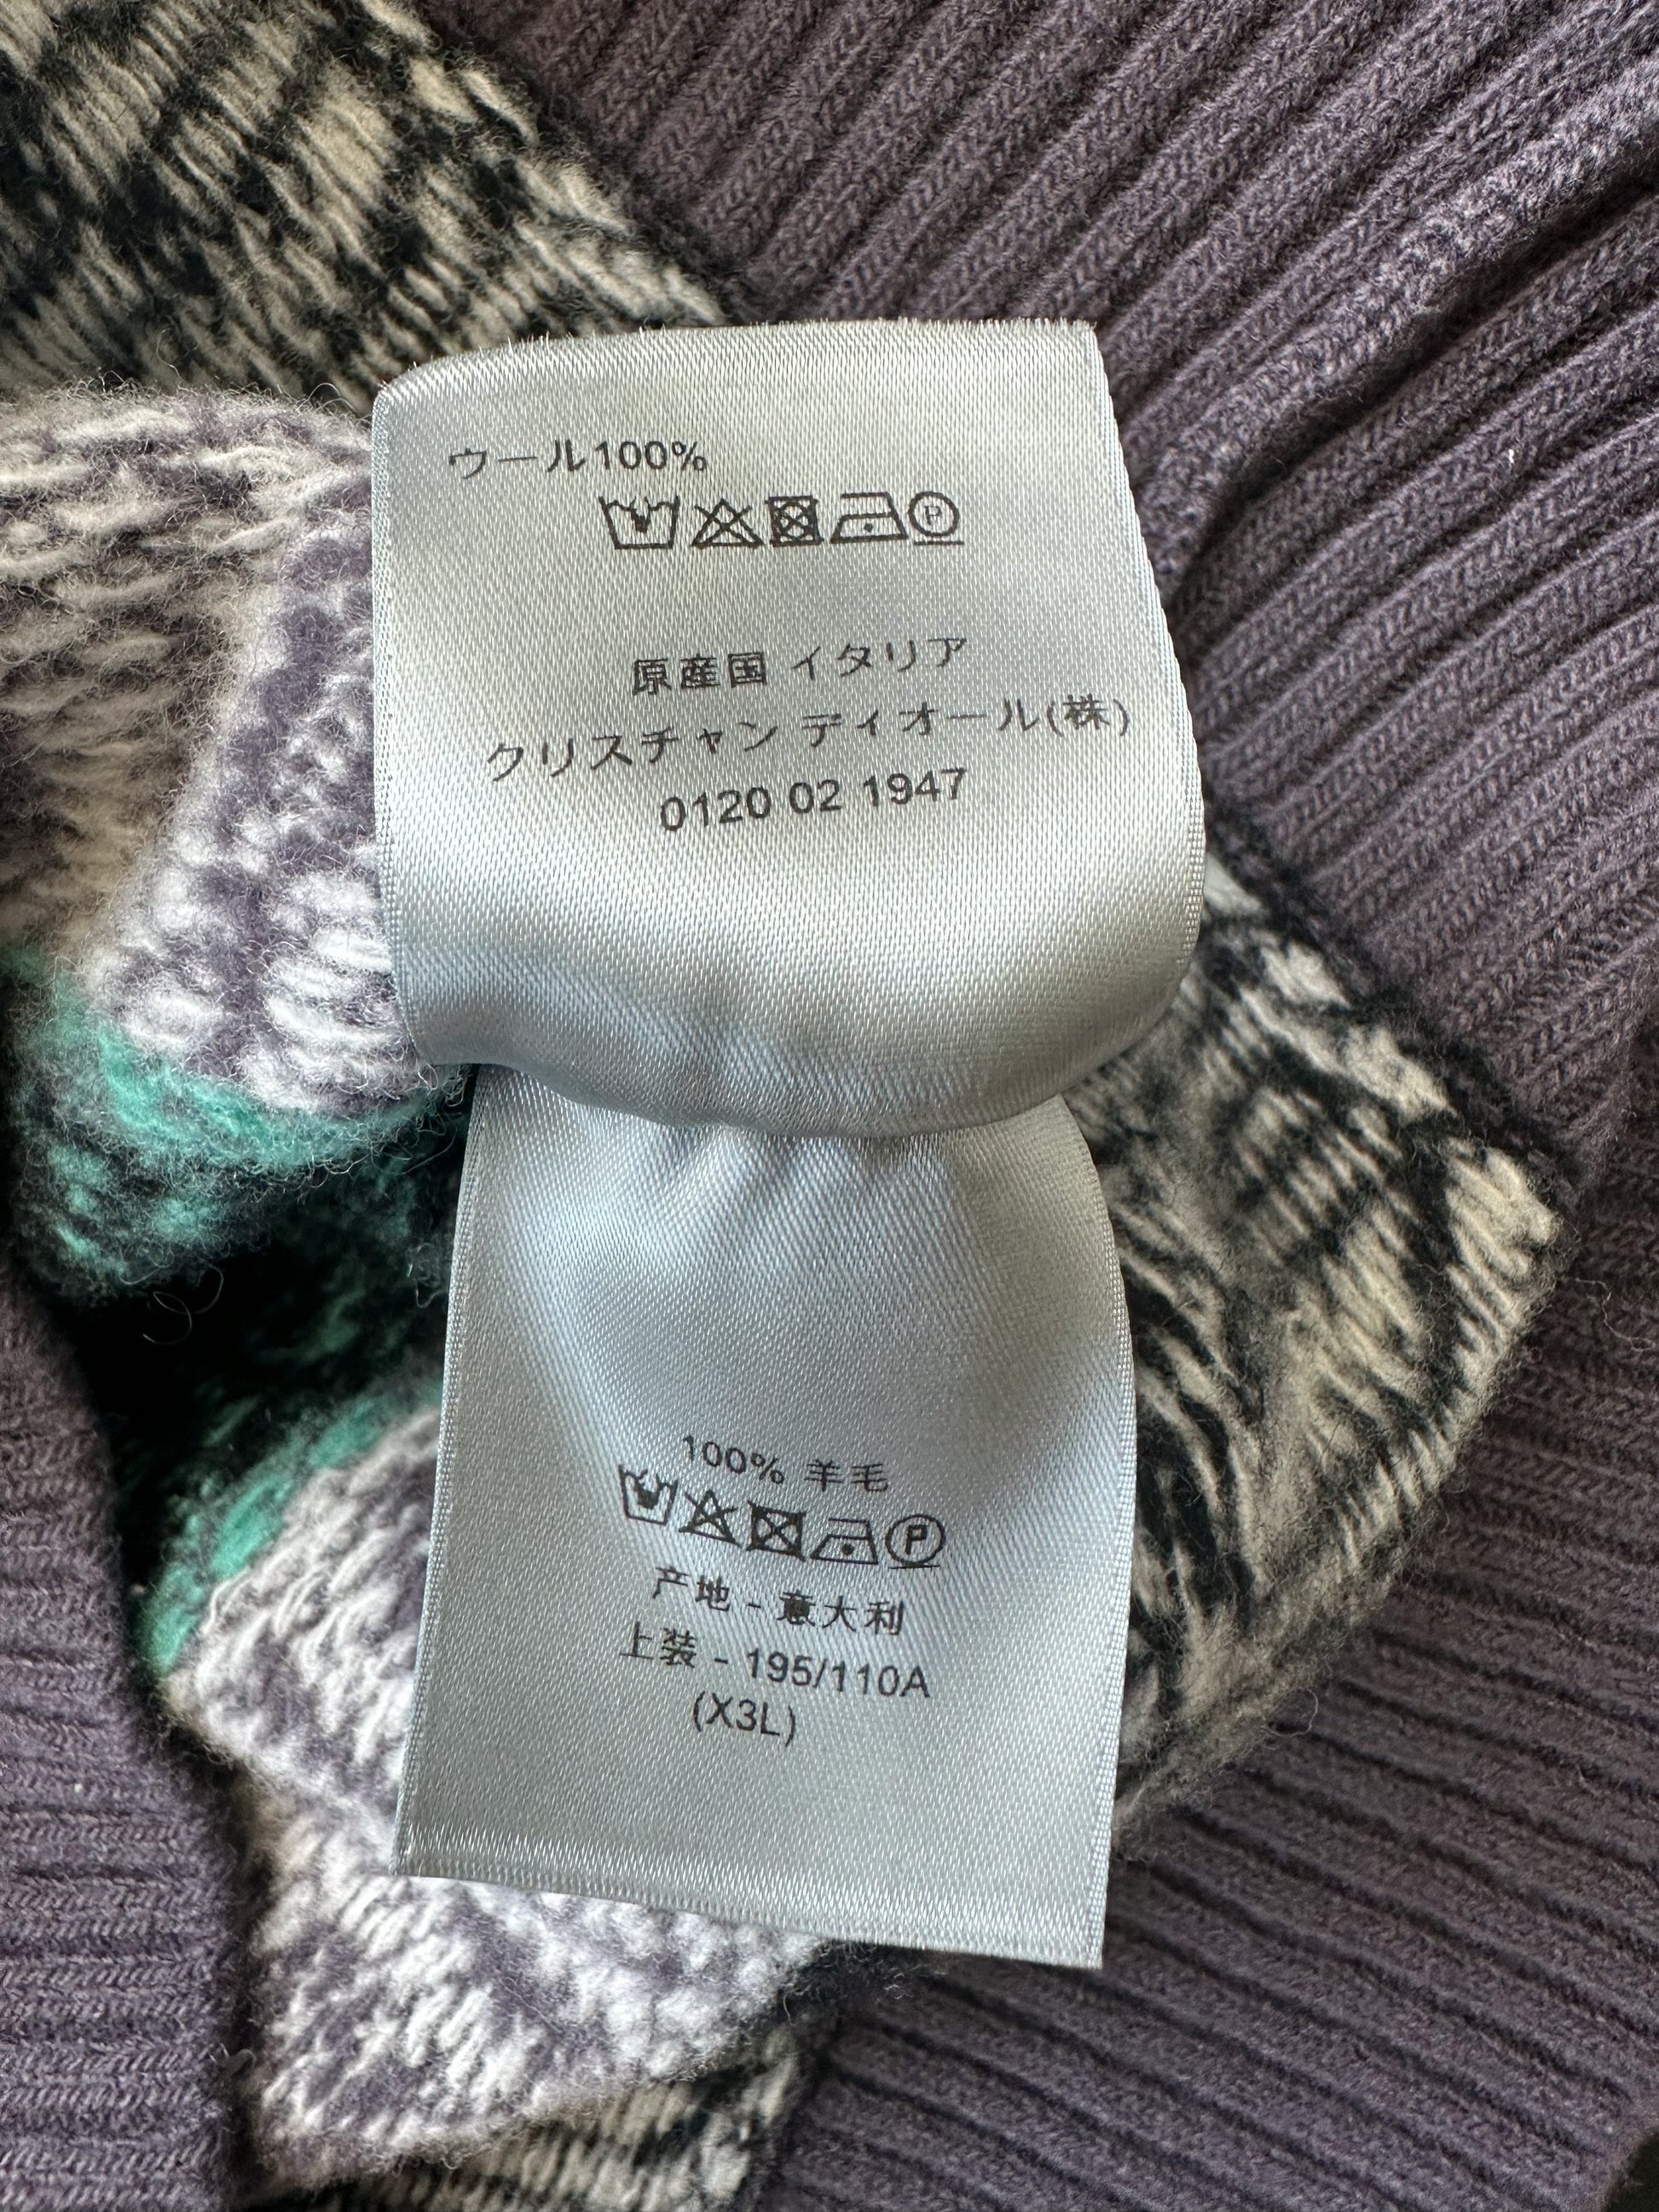 ウール100%
P
原産国 イタリア
クリスチャン ディオール(株)
0120 02 1947
100% 羊毛
P
产地 - 意大利
上装 - 195/110A
(X3L)